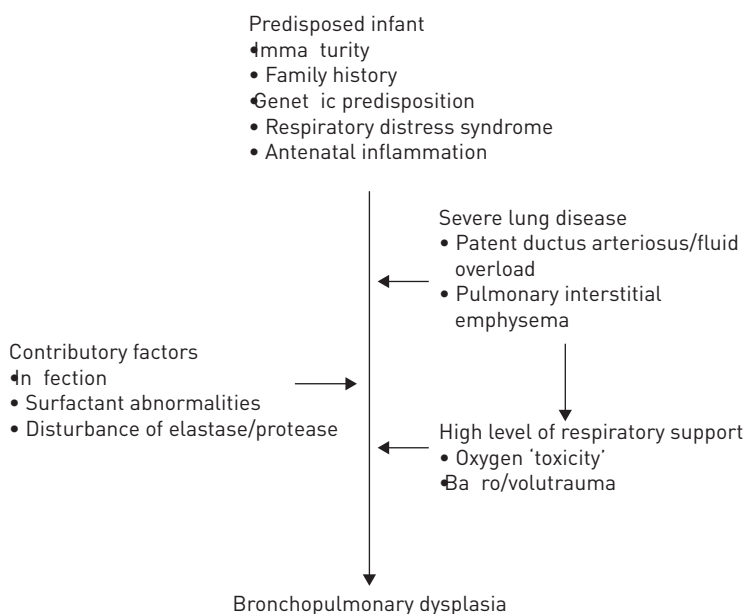 Predisposed infant
•Imma turity
• Family history
•Genet ic predisposition
• Respiratory distress syndrome
• Antenatal inflammation
Severe lung disease
• Patent ductus arteriosus/fluid
overload
• Pulmonary interstitial
emphysema
Contributory factors
•In fection
• Surfactant abnormalities
• Disturbance of elastase/protease
High level of respiratory support
• Oxygen ‘toxicity’
•Ba ro/volutrauma
Bronchopulmonary dysplasia